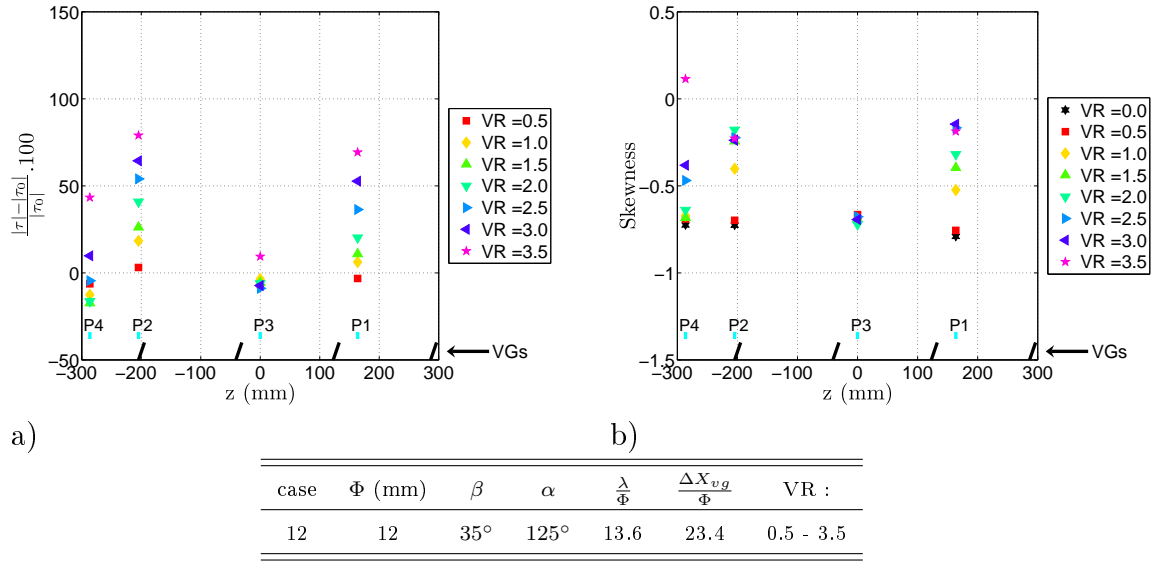 150
100
50
0
−50
−300 −200 −100 0 100 200 300
z (mm)
|τ|−|τ₀| / |τ₀| .100
P4 P2 P3 P1
VGs
VR =0.5
VR =1.0
VR =1.5
VR =2.0
VR =2.5
VR =3.0
VR =3.5
a)
0.5
0
−0.5
−1
−1.5
−300 −200 −100 0 100 200 300
z (mm)
Skewness
P4 P2 P3 P1
VGs
VR =0.0
VR =0.5
VR =1.0
VR =1.5
VR =2.0
VR =2.5
VR =3.0
VR =3.5
b)
case Φ (mm) β α λ/Φ ΔX_vg/Φ VR :
12 12 35° 125° 13.6 23.4 0.5 - 3.5